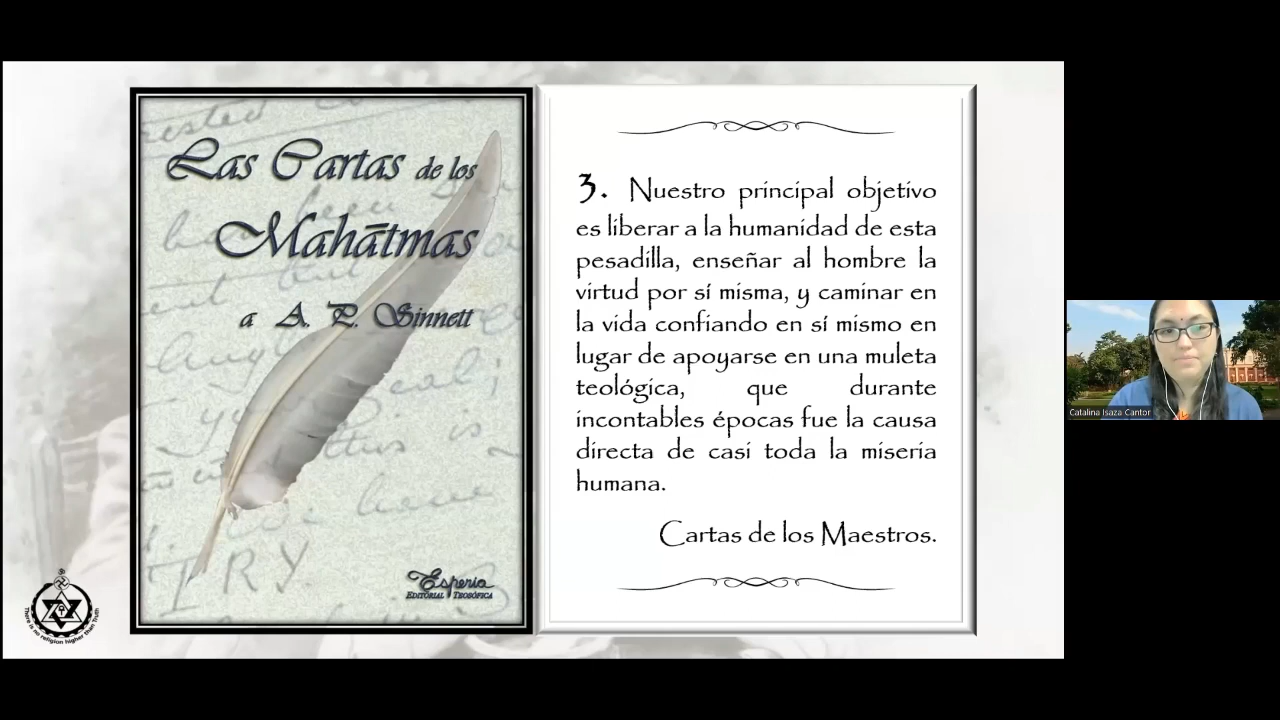 Las Cartas de los
Mahātmas
a A. P. Sinnett
TRY
Esperia
EDITORIAL TEOSÓFICA
There is no religion higher than Truth
3. Nuestro principal objetivo
es liberar a la humanidad de esta
pesadilla, enseñar al hombre la
virtud por sí misma, y caminar en
la vida confiando en sí mismo en
lugar de apoyarse en una muleta
teológica, que durante
incontables épocas fue la causa
directa de casi toda la miseria
humana.
Cartas de los Maestros.
Catalina Isaza Cantor